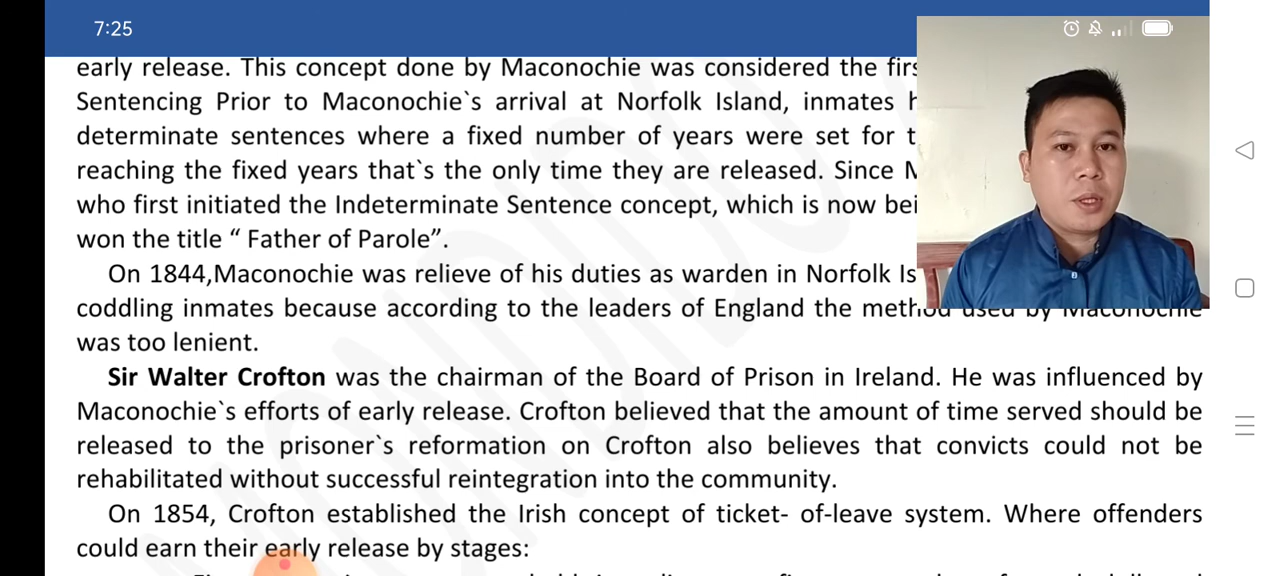 7:25
early release. This concept done by Maconochie was considered the firs
Sentencing Prior to Maconochie`s arrival at Norfolk Island, inmates h
determinate sentences where a fixed number of years were set for t
reaching the fixed years that`s the only time they are released. Since M
who first initiated the Indeterminate Sentence concept, which is now bei
won the title “ Father of Parole”.
On 1844,Maconochie was relieve of his duties as warden in Norfolk Is
coddling inmates because according to the leaders of England the method used by Maconochie
was too lenient.
Sir Walter Crofton was the chairman of the Board of Prison in Ireland. He was influenced by
Maconochie`s efforts of early release. Crofton believed that the amount of time served should be
released to the prisoner`s reformation on Crofton also believes that convicts could not be
rehabilitated without successful reintegration into the community.
On 1854, Crofton established the Irish concept of ticket- of-leave system. Where offenders
could earn their early release by stages: